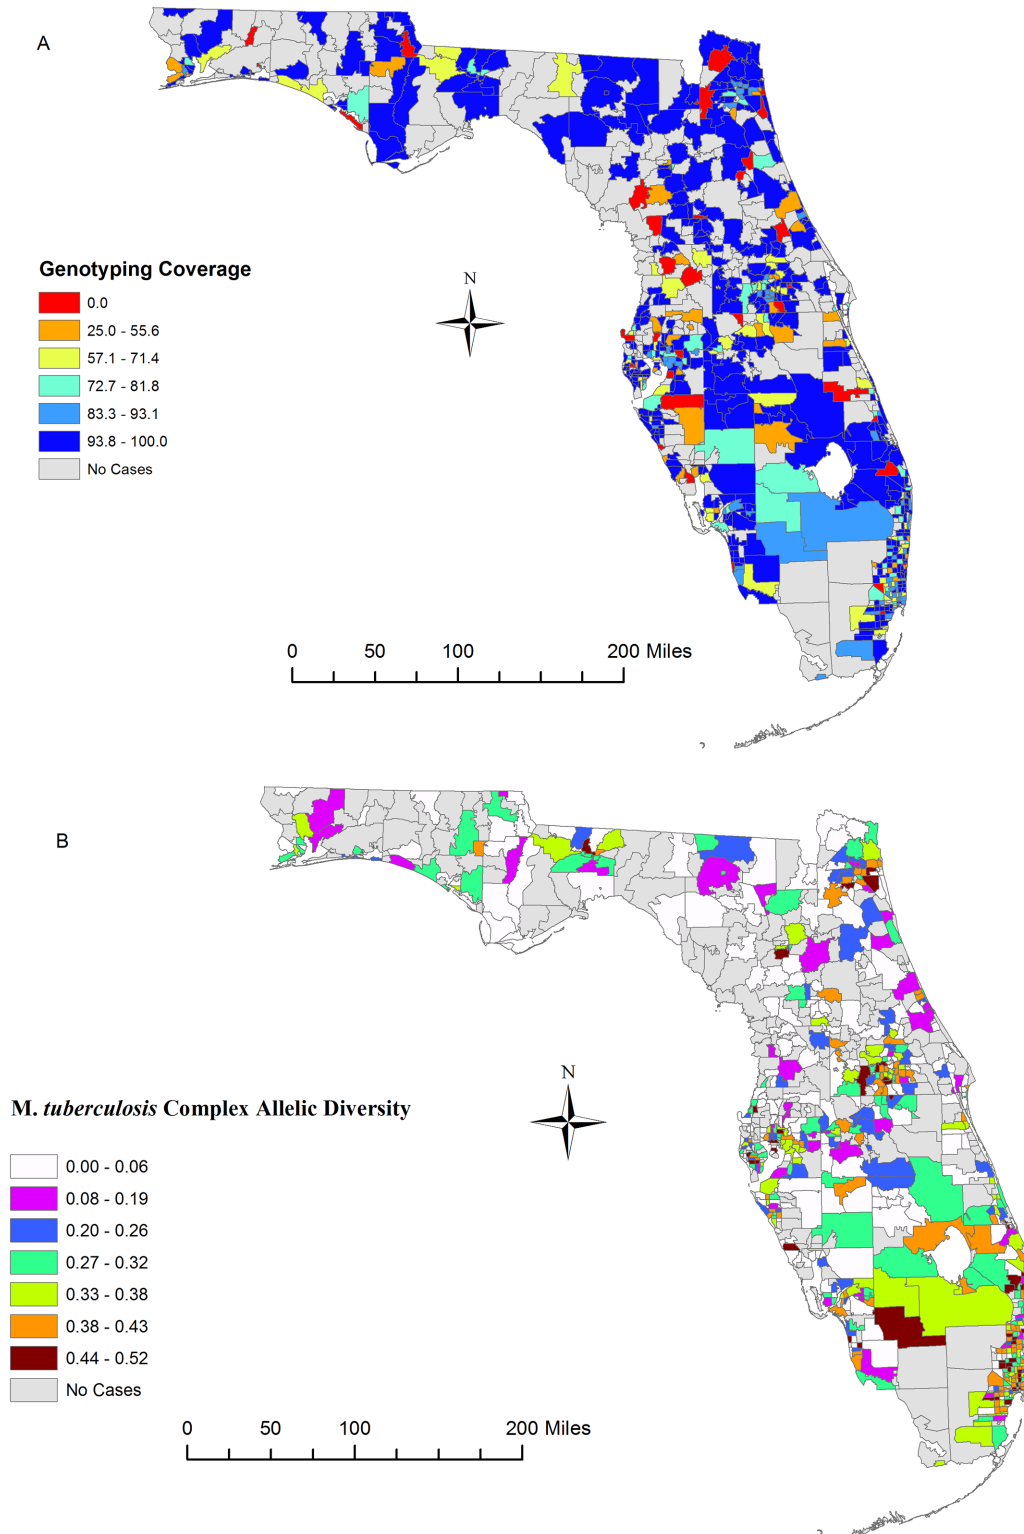 A
Genotyping Coverage
0.0
25.0 - 55.6
57.1 - 71.4
72.7 - 81.8
83.3 - 93.1
93.8 - 100.0
No Cases
N
0 50 100 200 Miles
B
M. tuberculosis Complex Allelic Diversity
0.00 - 0.06
0.08 - 0.19
0.20 - 0.26
0.27 - 0.32
0.33 - 0.38
0.38 - 0.43
0.44 - 0.52
No Cases
N
0 50 100 200 Miles